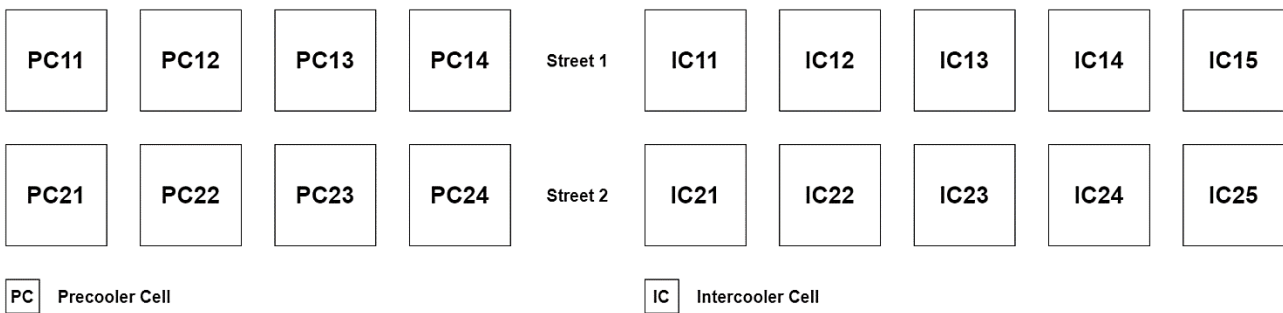 PC11 PC12 PC13 PC14 Street 1 IC11 IC12 IC13 IC14 IC15
PC21 PC22 PC23 PC24 Street 2 IC21 IC22 IC23 IC24 IC25
PC Precooler Cell IC Intercooler Cell